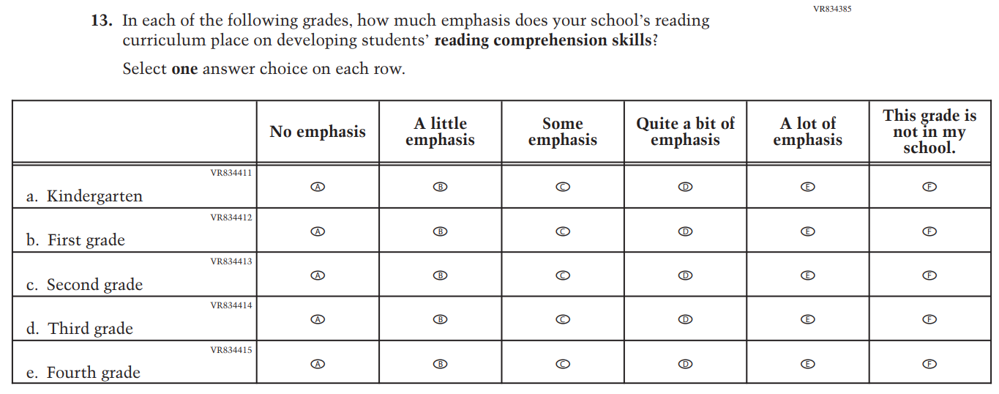 VR834385
13. In each of the following grades, how much emphasis does your school’s reading
curriculum place on developing students’ reading comprehension skills?
Select one answer choice on each row.
No emphasis
A little
emphasis
Some
emphasis
Quite a bit of
emphasis
A lot of
emphasis
This grade is
not in my
school.
VR834411
a. Kindergarten A B C D E F
VR834412
b. First grade A B C D E F
VR834413
c. Second grade A B C D E F
VR834414
d. Third grade A B C D E F
VR834415
e. Fourth grade A B C D E F